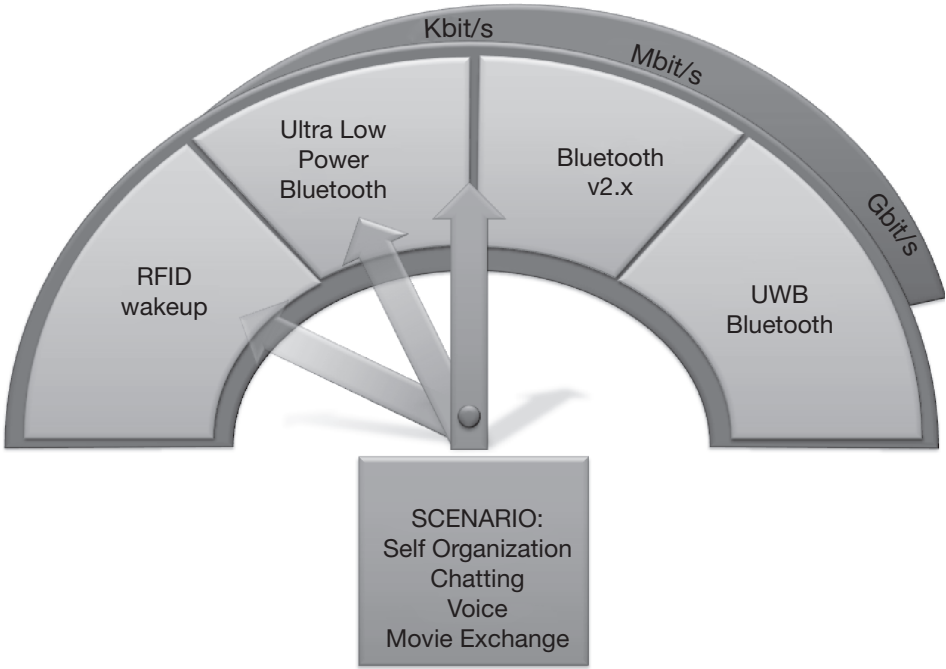 Kbit/s
Mbit/s
Gbit/s
Ultra Low
Power
Bluetooth
Bluetooth
v2.x
RFID
wakeup
UWB
Bluetooth
SCENARIO:
Self Organization
Chatting
Voice
Movie Exchange